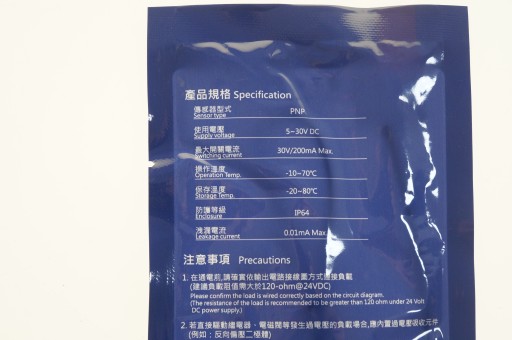 產品規格 Specification
傳感器型式 PNP
Sensor type
使用電壓 5~30V DC
Supply voltage
最大開關電流 30V/200mA Max.
Switching current
操作溫度 -10~70℃
Operation Temp.
保存溫度 -20~80℃
Storage Temp.
防護等級 IP64
Enclosure
洩漏電流 0.01mA Max.
Leakage current
注意事項 Precautions
1. 在通電前,請確實依輸出電路接線圖方式連接負載
(建議負載阻值需大於120-ohm@24VDC)
Please confirm the load is wired correctly based on the circuit diagram.
(The resistance of the load is recommended to be greater than 120 ohm under 24 Volt
DC power supply.)
2. 若直接驅動繼電器、電磁閥等發生過電壓的負載場合,應內置過電壓吸收元件
(例如：反向偏壓二極體)